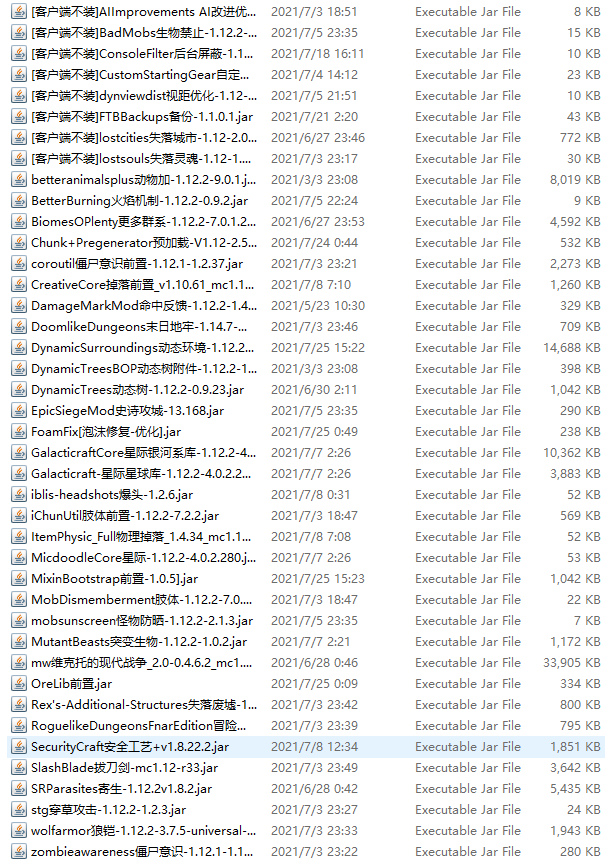 [客户端不装]AIImprovements AI改进优... 2021/7/3 18:51 Executable Jar File 8 KB
[客户端不装]BadMobs生物禁止-1.12.2-... 2021/7/5 23:35 Executable Jar File 15 KB
[客户端不装]ConsoleFilter后台屏蔽-1.1... 2021/7/18 16:11 Executable Jar File 10 KB
[客户端不装]CustomStartingGear自定... 2021/7/4 14:12 Executable Jar File 23 KB
[客户端不装]dynviewdist视距优化-1.12-... 2021/7/5 21:51 Executable Jar File 10 KB
[客户端不装]FTBBackups备份-1.1.0.1.jar 2021/7/21 2:20 Executable Jar File 43 KB
[客户端不装]lostcities失落城市-1.12-2.0... 2021/6/27 23:46 Executable Jar File 772 KB
[客户端不装]lostsouls失落灵魂-1.12-1.... 2021/7/3 23:17 Executable Jar File 30 KB
betteranimalsplus动物加-1.12.2-9.0.1.j... 2021/3/3 23:08 Executable Jar File 8,019 KB
BetterBurning火焰机制-1.12.2-0.9.2.jar 2021/7/5 22:24 Executable Jar File 9 KB
BiomesOPlenty更多群系-1.12.2-7.0.1.2... 2021/6/27 23:53 Executable Jar File 4,592 KB
Chunk+Pregenerator预加载-V1.12-2.5... 2021/7/24 0:44 Executable Jar File 532 KB
coroutil僵尸意识前置-1.12.1-1.2.37.jar 2021/7/3 23:21 Executable Jar File 2,273 KB
CreativeCore掉落前置_v1.10.61_mc1.1... 2021/7/8 7:10 Executable Jar File 1,260 KB
DamageMarkMod命中反馈-1.12.2-1.4... 2021/5/23 10:30 Executable Jar File 329 KB
DoomlikeDungeons末日地牢-1.14.7-... 2021/7/3 23:46 Executable Jar File 709 KB
DynamicSurroundings动态环境-1.12.2... 2021/7/25 15:22 Executable Jar File 14,688 KB
DynamicTreesBOP动态树附件-1.12.2-1... 2021/3/3 23:08 Executable Jar File 398 KB
DynamicTrees动态树-1.12.2-0.9.23.jar 2021/6/30 2:11 Executable Jar File 1,042 KB
EpicSiegeMod史诗攻城-13.168.jar 2021/7/5 23:35 Executable Jar File 290 KB
FoamFix[泡沫修复-优化].jar 2021/7/25 0:49 Executable Jar File 238 KB
GalacticraftCore星际银河系库-1.12.2-4... 2021/7/7 2:26 Executable Jar File 10,362 KB
Galacticraft-星际星球库-1.12.2-4.0.2.2... 2021/7/7 2:26 Executable Jar File 3,883 KB
iblis-headshots爆头-1.2.6.jar 2021/7/8 0:31 Executable Jar File 52 KB
iChunUtil肢体前置-1.12.2-7.2.2.jar 2021/7/3 18:47 Executable Jar File 569 KB
ItemPhysic_Full物理掉落_1.4.34_mc1.1... 2021/7/8 7:08 Executable Jar File 52 KB
MicdoodleCore星际-1.12.2-4.0.2.280.j... 2021/7/7 2:26 Executable Jar File 53 KB
MixinBootstrap前置-1.0.5].jar 2021/7/25 15:23 Executable Jar File 1,042 KB
MobDismemberment肢体-1.12.2-7.0.... 2021/7/3 18:47 Executable Jar File 22 KB
mobsunscreen怪物防晒-1.12.2-2.1.3.jar 2021/7/5 23:35 Executable Jar File 7 KB
MutantBeasts突变生物-1.12.2-1.0.2.jar 2021/7/7 2:21 Executable Jar File 1,172 KB
mw维克托的现代战争_2.0-0.4.6.2_mc1.... 2021/6/28 0:46 Executable Jar File 33,905 KB
OreLib前置.jar 2021/7/25 0:09 Executable Jar File 334 KB
Rex's-Additional-Structures失落废墟-1... 2021/7/3 23:42 Executable Jar File 800 KB
RoguelikeDungeonsFnarEdition冒险... 2021/7/3 23:39 Executable Jar File 795 KB
SecurityCraft安全工艺+v1.8.22.2.jar 2021/7/8 12:34 Executable Jar File 1,851 KB
SlashBlade拔刀剑-mc1.12-r33.jar 2021/7/3 23:49 Executable Jar File 3,642 KB
SRParasites寄生-1.12.2v1.8.2.jar 2021/6/28 0:42 Executable Jar File 5,435 KB
stg穿草攻击-1.12.2-1.2.3.jar 2021/7/3 23:27 Executable Jar File 24 KB
wolfarmor狼铠-1.12.2-3.7.5-universal-... 2021/7/3 23:33 Executable Jar File 1,943 KB
zombieawareness僵尸意识-1.12.1-1.1... 2021/7/3 23:22 Executable Jar File 280 KB